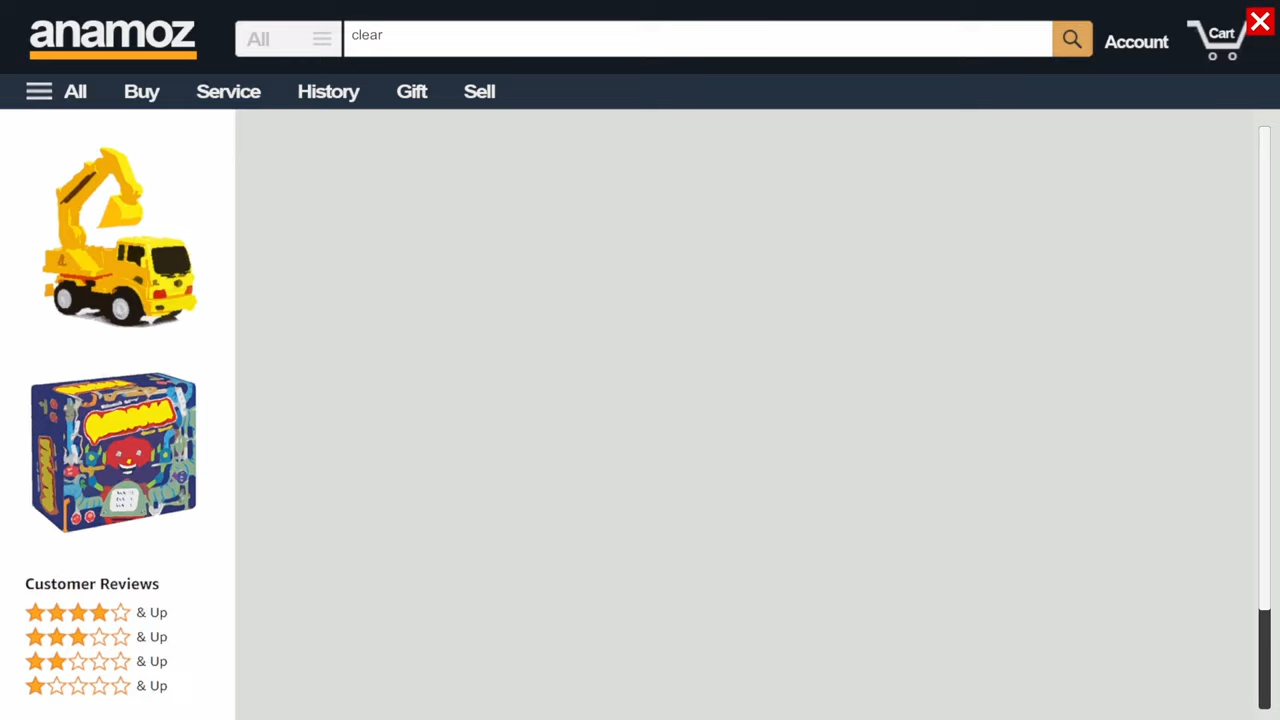 anamoz
All
clear
Account
Cart
All
Buy
Service
History
Gift
Sell
Customer Reviews
& Up
& Up
& Up
& Up